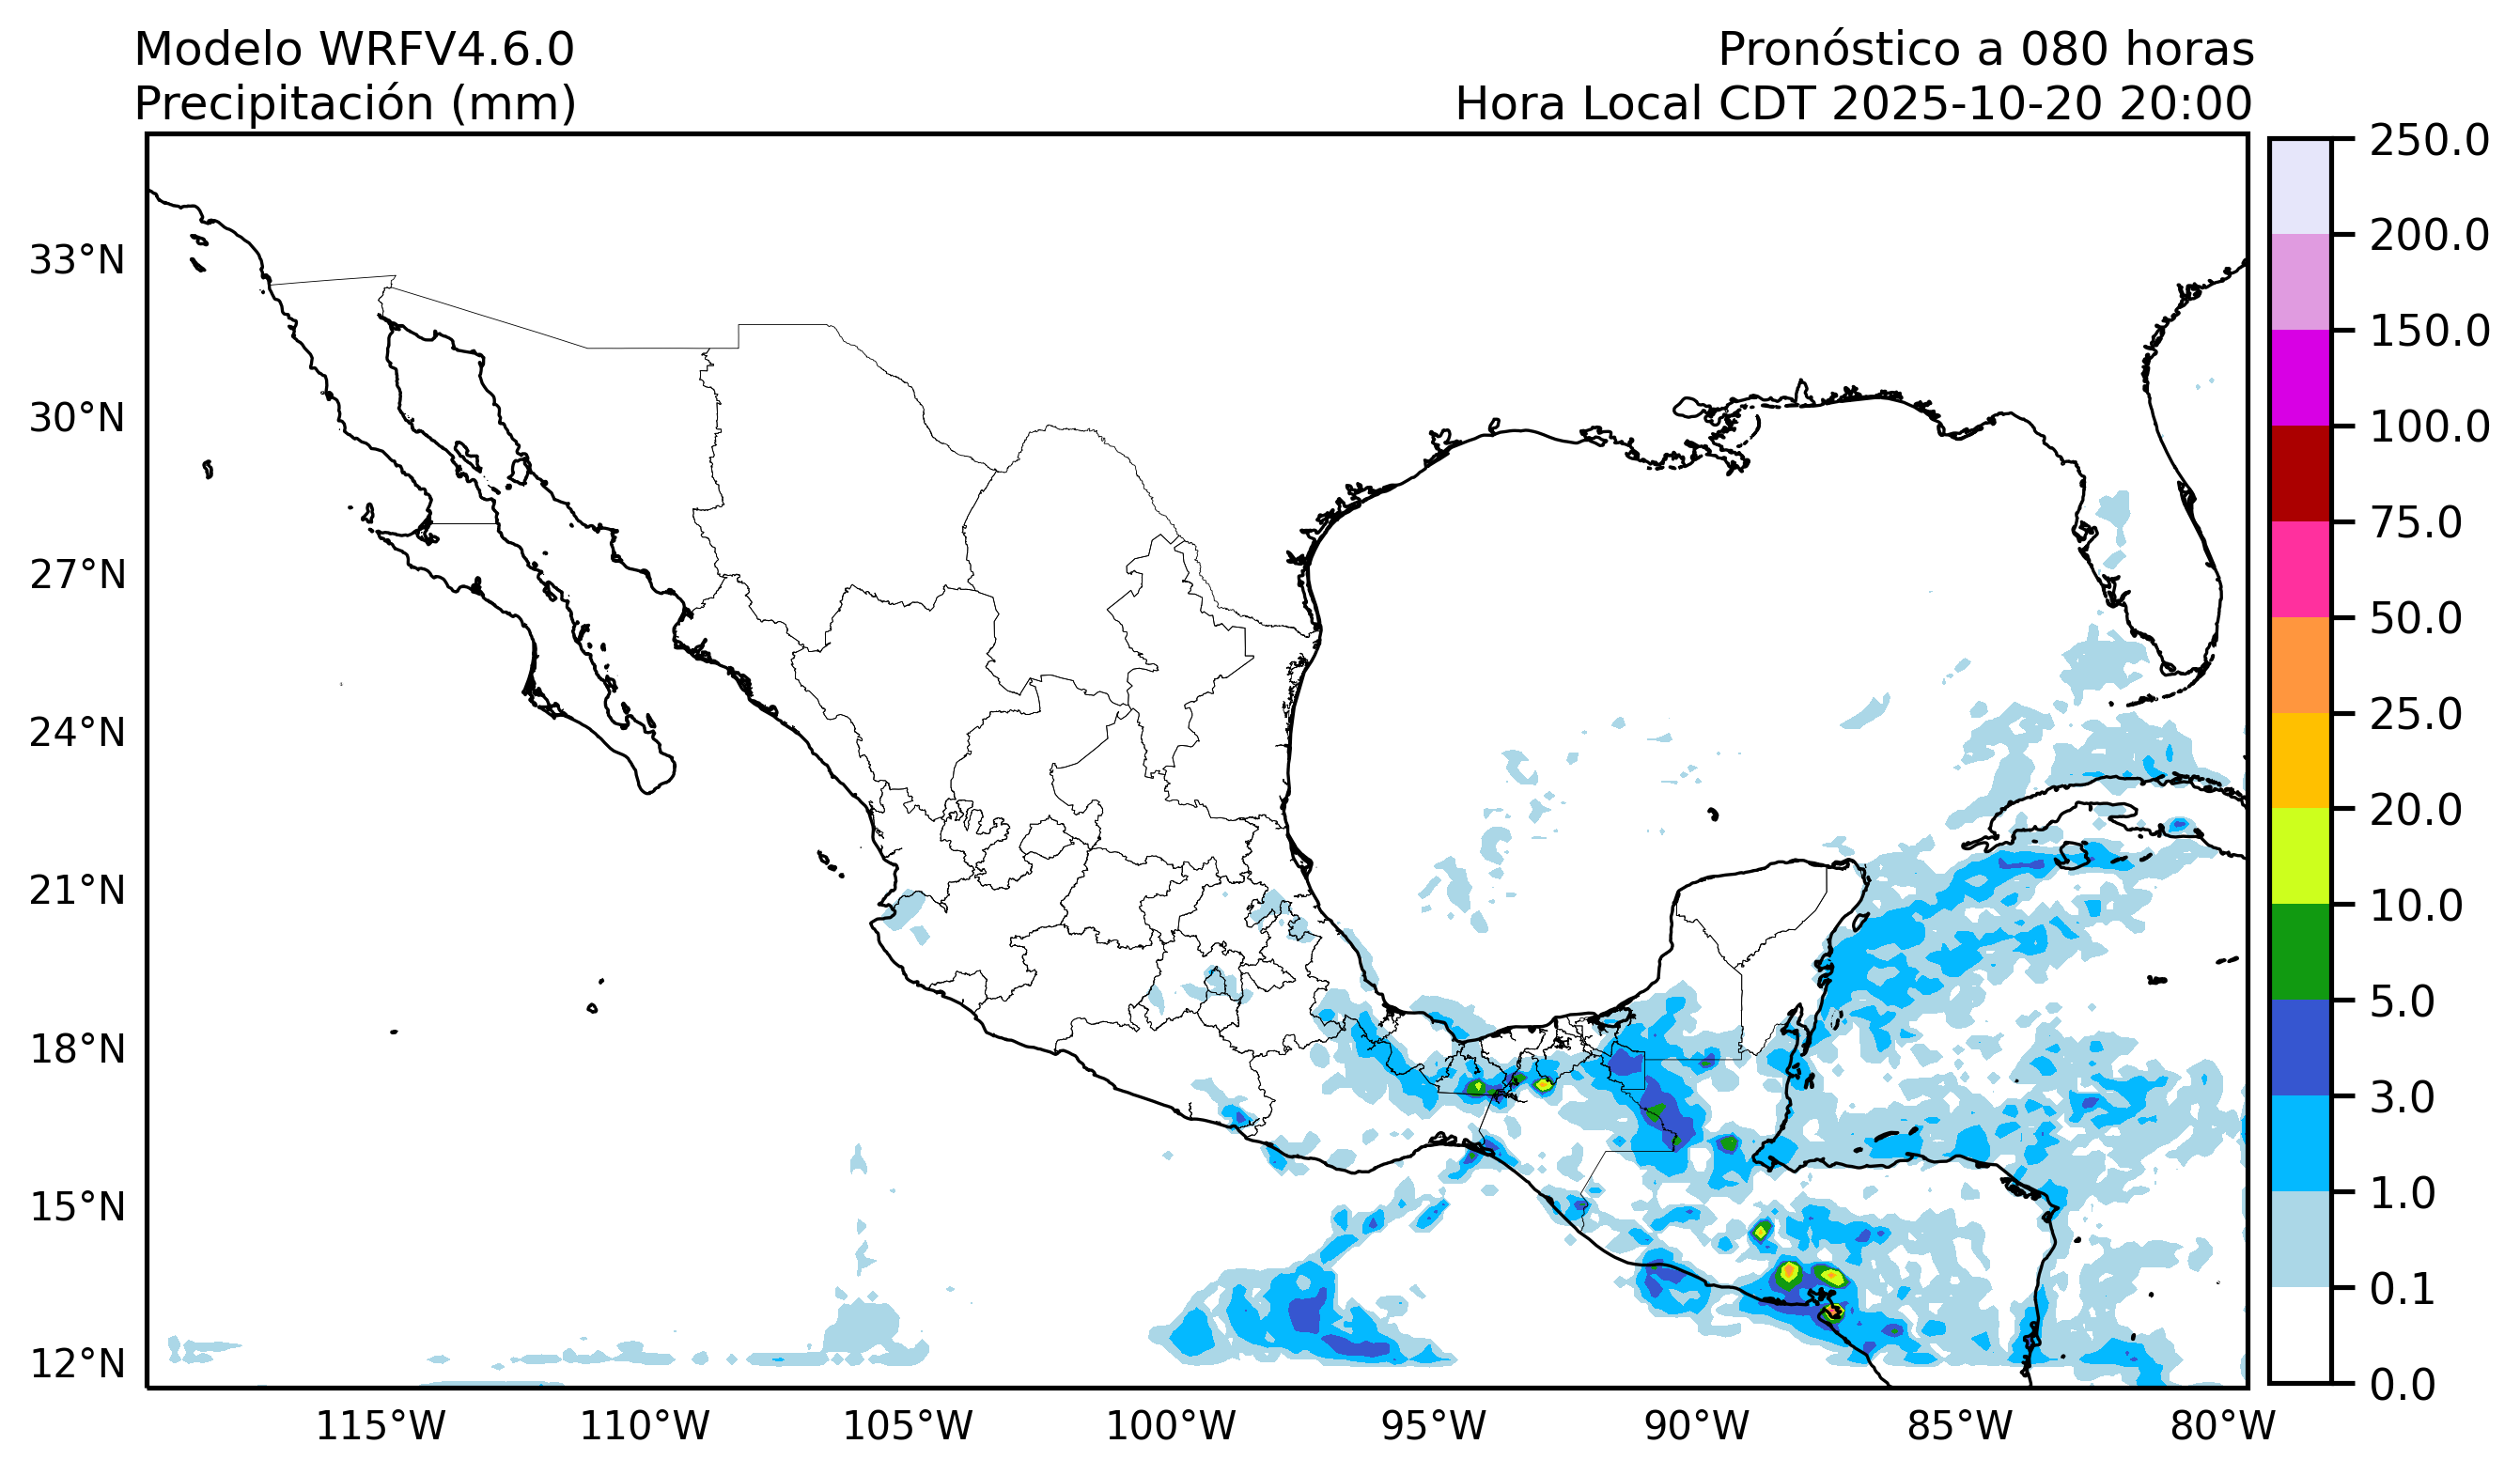 Modelo WRFV4.6.0
Pronóstico a 080 horas
Precipitación (mm)
Hora Local CDT 2025-10-20 20:00
250.0
200.0
150.0
100.0
75.0
50.0
25.0
20.0
10.0
5.0
3.0
1.0
0.1
0.0
33°N
30°N
27°N
24°N
21°N
18°N
15°N
12°N
115°W
110°W
105°W
100°W
95°W
90°W
85°W
80°W